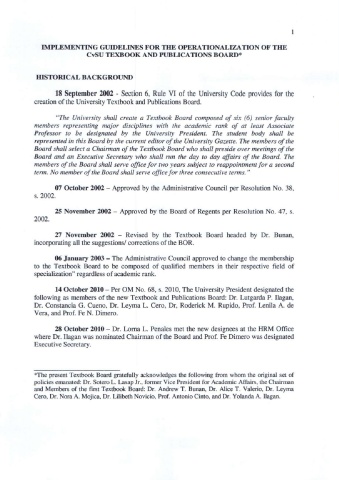 1
IMPLEMENTING GUIDELINES FOR THE OPERATIONALIZATION OF THE
CvSU TEXBOOK AND PUBLICATIONS BOARD*
HISTORICAL BACKGROUND
18 September 2002 - Section 6, Rule VI of the University Code provides for the
creation of the University Textbook and Publications Board.
"The University shall create a Textbook Board composed of six (6) senior faculty
members representing major disciplines with the academic rank of at least Associate
Professor to be designated by the University President. The student body shall be
represented in this Board by the current editor of the University Gazette. The members of the
Board shall select a Chairman of the Textbook Board who shall preside over meetings of the
Board and an Executive Secretary who shall run the day to day affairs of the Board. The
members of the Board shall serve office for two years subject to reappointment for a second
term. No member of the Board shall serve office for three consecutive terms."
07 October 2002 – Approved by the Administrative Council per Resolution No. 38,
s. 2002.
25 November 2002 – Approved by the Board of Regents per Resolution No. 47, s.
2002.
27 November 2002 – Revised by the Textbook Board headed by Dr. Bunan,
incorporating all the suggestions/ corrections of the BOR.
06 January 2003 – The Administrative Council approved to change the membership
to the Textbook Board to be composed of qualified members in their respective field of
specialization" regardless of academic rank.
14 October 2010 – Per OM No. 68, s. 2010, The University President designated the
following as members of the new Textbook and Publications Board: Dr. Lutgarda P. Ilagan,
Dr. Constancia G. Cueno, Dr. Leyma L. Cero, Dr. Roderick M. Rupido, Prof. Lenila A. de
Vera, and Prof. Fe N. Dimero.
28 October 2010 – Dr. Lorna L. Penales met the new designees at the HRM Office
where Dr. Ilagan was nominated Chairman of the Board and Prof. Fe Dimero was designated
Executive Secretary.
*The present Textbook Board gratefully acknowledges the following from whom the original set of
policies emanated: Dr. Sotero L. Lasap Jr., former Vice President for Academic Affairs, the Chairman
and Members of the first Textbook Board: Dr. Andrew T. Bunan, Dr. Alice T. Valerio, Dr. Leyma
Cero, Dr. Nora A. Mojica, Dr. Lilibeth Novicio, Prof. Antonio Cinto, and Dr. Yolanda A. Ilagan.